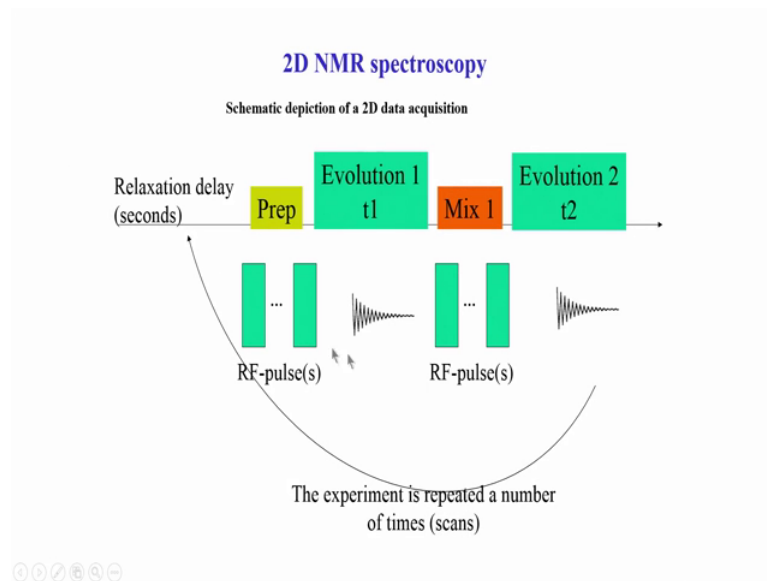 2D NMR spectroscopy
Schematic depiction of a 2D data acquisition
Relaxation delay
(seconds)
Prep
Evolution 1
t1
Mix 1
Evolution 2
t2
...
...
RF-pulse(s)
RF-pulse(s)
The experiment is repeated a number
of times (scans)